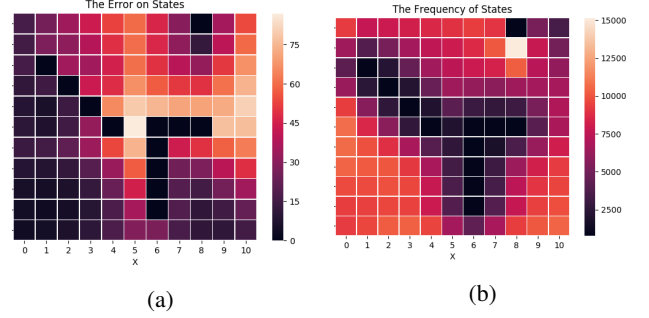 The Error on States
75
60
45
30
15
0
0 1 2 3 4 5 6 7 8 9 10
X
(a)
The Frequency of States
15000
12500
10000
7500
5000
2500
0 1 2 3 4 5 6 7 8 9 10
X
(b)